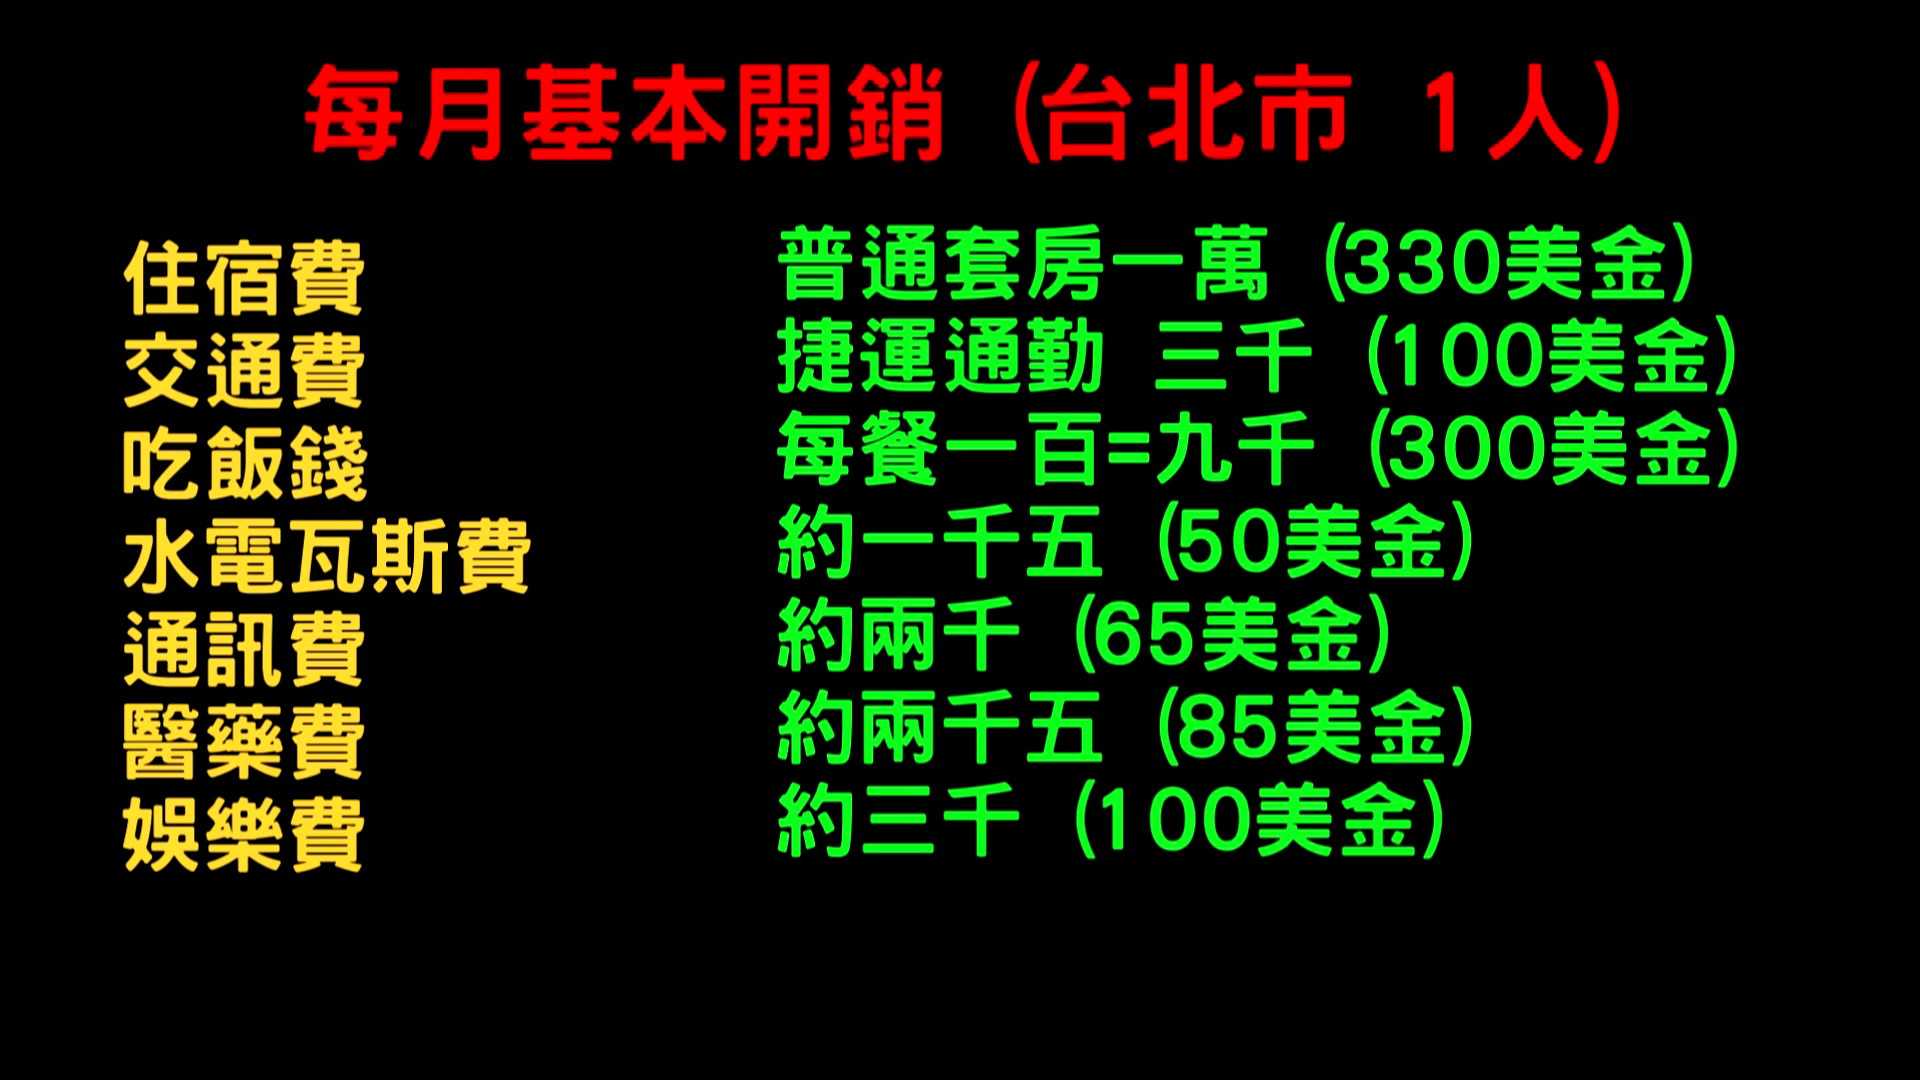 每月基本開銷 (台北市 1人)
住宿費 普通套房一萬 (330美金)
交通費 捷運通勤 三千 (100美金)
吃飯錢 每餐一百=九千 (300美金)
水電瓦斯費 約一千五 (50美金)
通訊費 約兩千 (65美金)
醫藥費 約兩千五 (85美金)
娛樂費 約三千 (100美金)